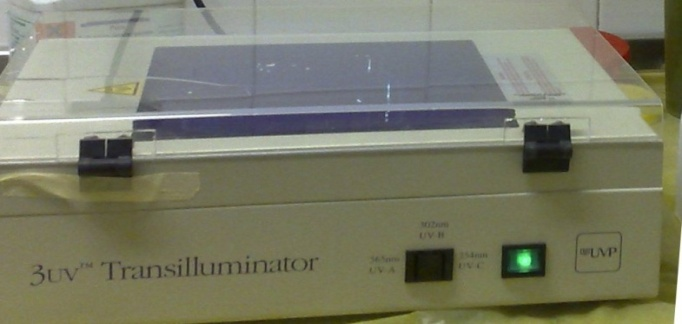 302nm
UV-B
365nm
UV-A
254nm
UV-C
3UV™ Transilluminator
UVP